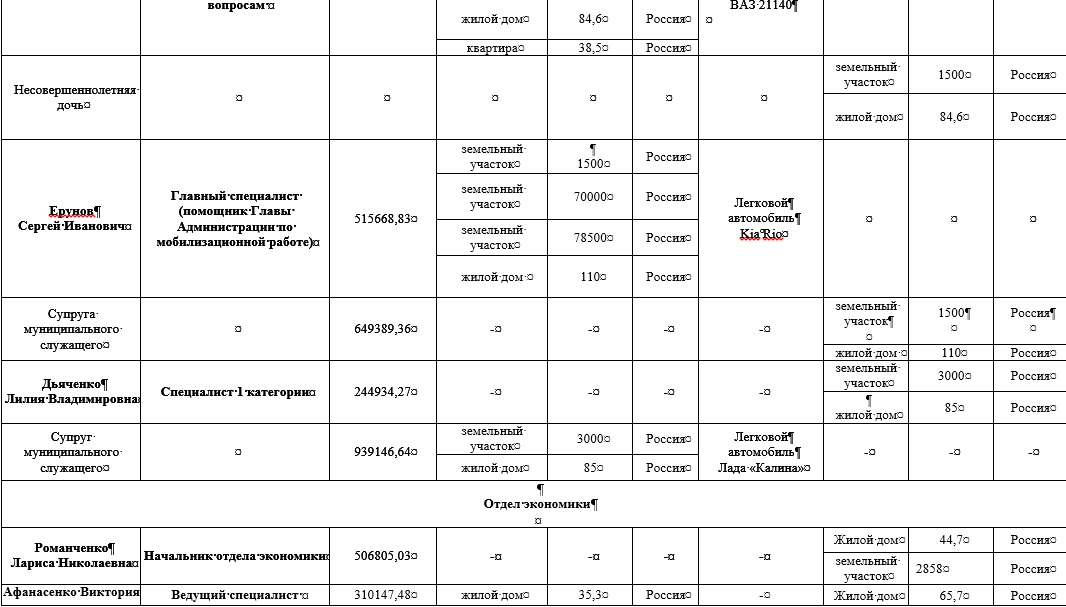 вопросам
жилой дом 84,6 Россия
ВАЗ 21140
квартира 38,5 Россия
Несовершеннолетняя
дочь
земельный
участок
1500 Россия
жилой дом 84,6 Россия
Ерунов
Сергей Иванович
Главный специалист
(помощник Главы
Администрации по
мобилизационной работе)
515668,83
земельный
участок
1500 Россия
земельный
участок
70000 Россия
земельный
участок
78500 Россия
жилой дом 110 Россия
Легковой
автомобиль
Kia Rio
Супруга
муниципального
служащего
649389,36
- - - -
земельный
участок
1500 Россия
жилой дом 110 Россия
Дьяченко
Лилия Владимировна
Специалист 1 категории
244934,27
- - - -
земельный
участок
3000 Россия
жилой дом 85 Россия
Супруг
муниципального
служащего
939146,64
земельный
участок
3000 Россия
жилой дом 85 Россия
Легковой
автомобиль
Лада «Калина»
- - -
Отдел экономики
Романченко
Лариса Николаевна
Начальник отдела экономики
506805,03
- - - -
Жилой дом 44,7 Россия
земельный
участок
2858 Россия
Афанасенко Виктория Ведущий специалист 310147,48 жилой дом 35,3 Россия - Жилой дом 65,7 Россия